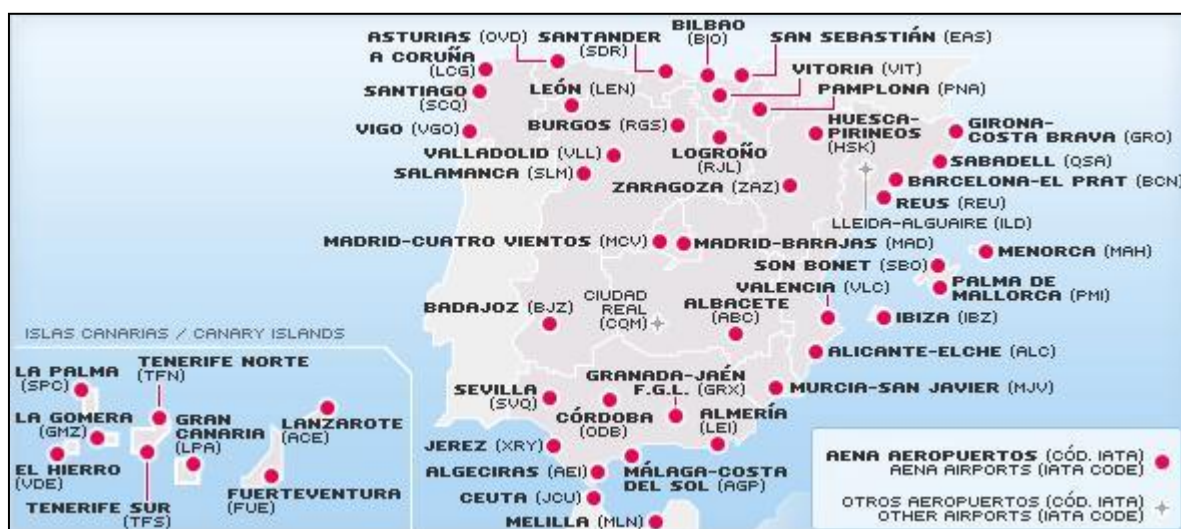 BILBAO
(BIO)
ASTURIAS (OVD)
SANTANDER
(SDR)
SAN SEBASTIÁN (EAS)
A CORUÑA
(LCG)
VITORIA (VIT)
SANTIAGO
(SCQ)
LEÓN (LEN)
PAMPLONA (PNA)
VIGO (VGO)
BURGOS (RGS)
HUESCA-
PIRINEOS
(HSK)
GIRONA-
COSTA BRAVA (GRO)
VALLADOLID (VLL)
LOGROÑO
(RJL)
SABADELL (QSA)
SALAMANCA (SLM)
ZARAGOZA (ZAZ)
BARCELONA-EL PRAT (BCN)
REUS (REU)
LLEIDA-ALGUAIRE (ILD)
MADRID-CUATRO VIENTOS (MCV)
MADRID-BARAJAS (MAD)
MENORCA (MAH)
SON BONET (SBO)
VALENCIA (VLC)
PALMA DE
MALLORCA (PMI)
BADAJOZ (BJZ)
CIUDAD
REAL
(CQM)
ALBACETE
(ABC)
IBIZA (IBZ)
ISLAS CANARIAS / CANARY ISLANDS
ALICANTE-ELCHE (ALC)
TENERIFE NORTE
(TFN)
LA PALMA
(SPC)
SEVILLA
(SVQ)
GRANADA-JAÉN
F.G.L. (GRX)
MURCIA-SAN JAVIER (MJV)
LA GOMERA
(GMZ)
GRAN
CANARIA
(LPA)
LANZAROTE
(ACE)
CÓRDOBA
(ODB)
ALMERÍA
(LEI)
JEREZ (XRY)
EL HIERRO
(VDE)
ALGECIRAS (AEI)
MÁLAGA-COSTA
DEL SOL (AGP)
TENERIFE SUR
(TFS)
FUERTEVENTURA
(FUE)
CEUTA (JCU)
MELILLA (MLN)
AENA AEROPUERTOS (CÓD. IATA)
AENA AIRPORTS (IATA CODE)
OTROS AEROPUERTOS (CÓD. IATA)
OTHER AIRPORTS (IATA CODE)